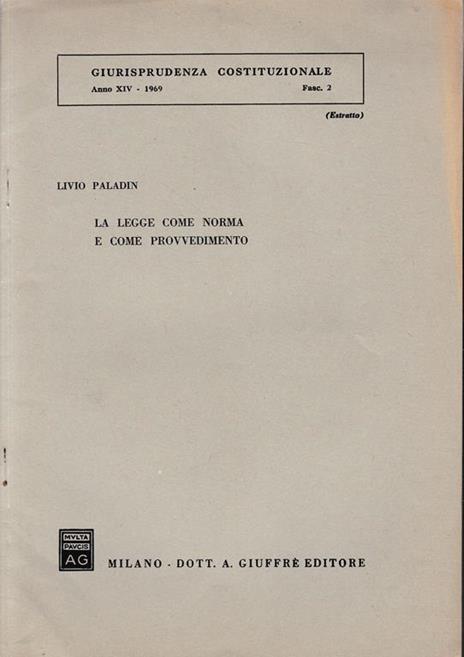 GIURISPRUDENZA COSTITUZIONALE
Anno XIV - 1969 Fasc. 2
(Estratto)
LIVIO PALADIN
LA LEGGE COME NORMA
E COME PROVVEDIMENTO
MVLTA
PAVCIS
AG
MILANO - DOTT. A. GIUFFRÈ EDITORE